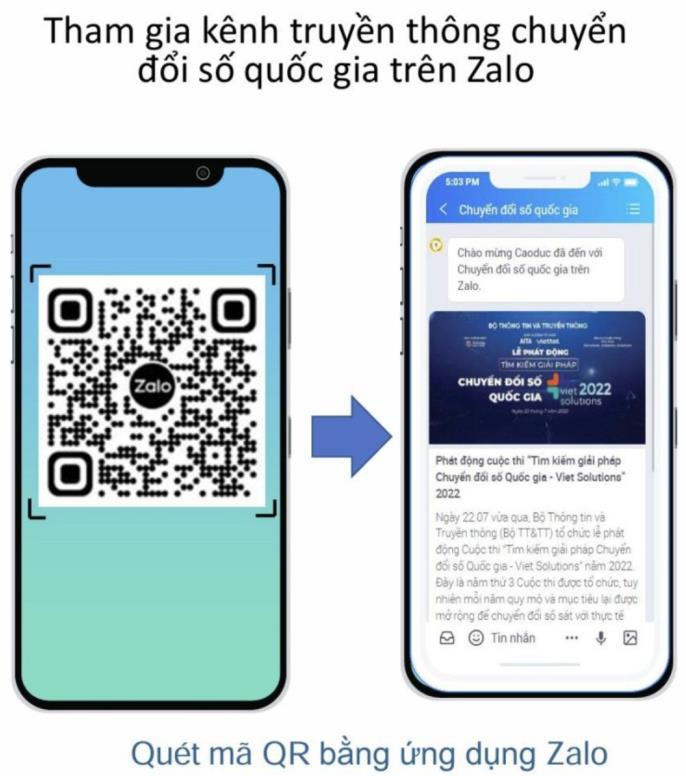 Tham gia kênh truyền thông chuyển
đổi số quốc gia trên Zalo
Zalo
5:03 PM
Chuyển đổi số quốc gia
Chào mừng Caoduc đã đến với
Chuyển đổi số quốc gia trên
Zalo.
BỘ THÔNG TIN VÀ TRUYỀN THÔNG
AITA viettel
LỄ PHÁT ĐỘNG
TÌM KIẾM GIẢI PHÁP
CHUYỂN ĐỔI SỐ
QUỐC GIA
viet 2022
solutions
Phát động cuộc thi "Tìm kiếm giải pháp
Chuyển đổi số Quốc gia - Viet Solutions"
2022
Ngày 22.07 vừa qua, Bộ Thông tin và
Truyền thông (Bộ TT&TT) tổ chức lễ phát
động Cuộc thi "Tìm kiếm giải pháp Chuyển
đổi số Quốc gia - Viet Solutions" năm 2022.
Đây là năm thứ 3 Cuộc thi được tổ chức, tuy
nhiên mỗi năm quy mô và mục tiêu lại được
mở rộng để chuyển đổi số sát với thực tế
Tin nhắn
Quét mã QR bằng ứng dụng Zalo